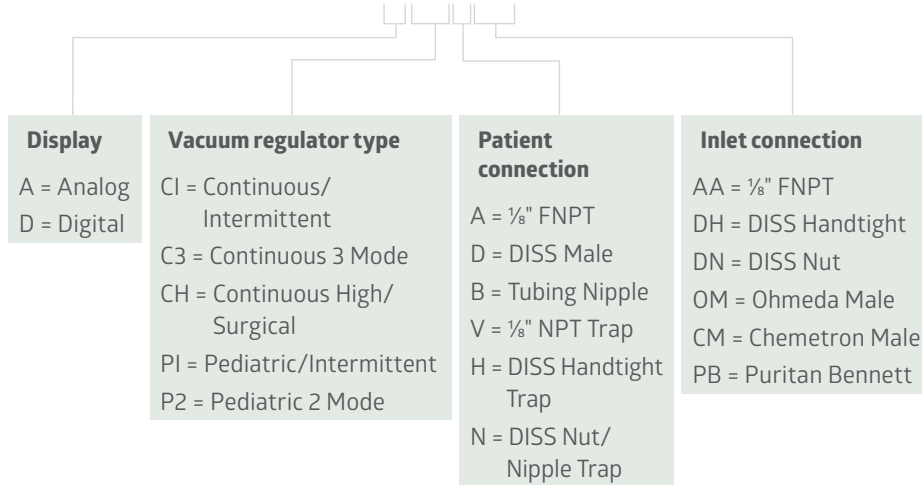 Display
A = Analog
D = Digital
Vacuum regulator type
CI = Continuous/
Intermittent
C3 = Continuous 3 Mode
CH = Continuous High/
Surgical
PI = Pediatric/Intermittent
P2 = Pediatric 2 Mode
Patient
connection
A = ⅛" FNPT
D = DISS Male
B = Tubing Nipple
V = ⅛" NPT Trap
H = DISS Handtight
Trap
N = DISS Nut/
Nipple Trap
Inlet connection
AA = ⅛" FNPT
DH = DISS Handtight
DN = DISS Nut
OM = Ohmeda Male
CM = Chemetron Male
PB = Puritan Bennett